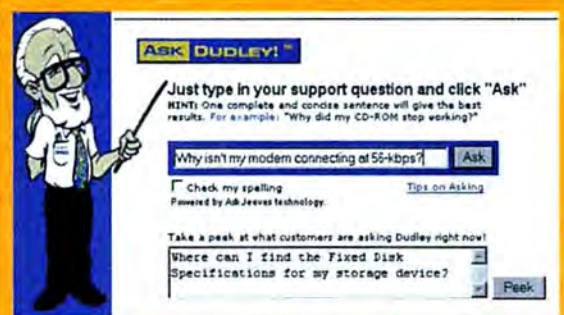 ASK DUDLEY! ™
Just type in your support question and click "Ask"
HINT: One complete and concise sentence will give the best
results. For example: "Why did my CD-ROM stop working?"
Why isn't my modem connecting at 56-kbps? Ask
Check my spelling Tips on Asking
Powered by Ask Jeeves technology.
Take a peek at what customers are asking Dudley right now!
Where can I find the Fixed Disk
Specifications for my storage device?
Peek